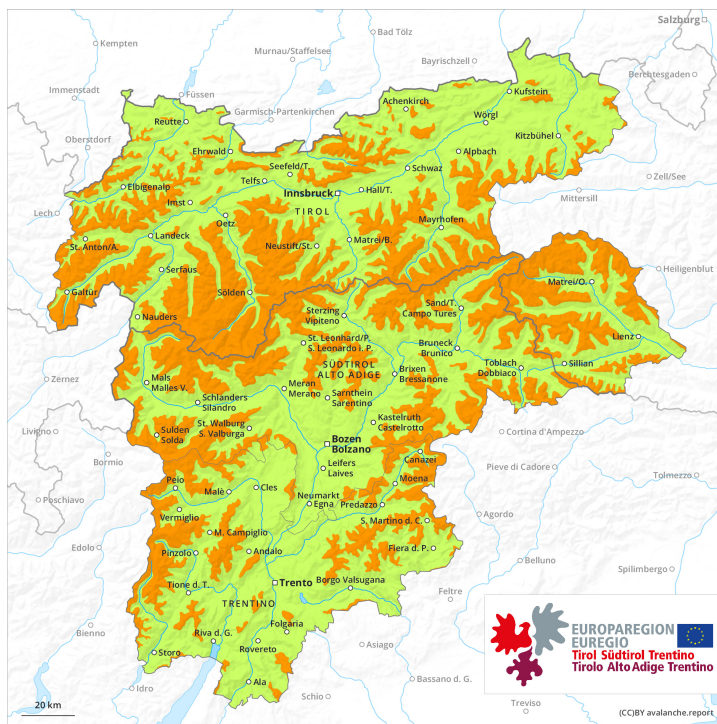 Salzburg
Kempten
Bad Tölz
Murnau/Staffelsee
Bayrischzell
Berchtesgaden
Immenstadt
Füssen
Garmisch-Partenkirchen
Achenkirch
Kufstein
Reutte
Wörgl
Oberstdorf
Ehrwald
Kitzbühel
Seefeld/T.
Alpbach
Telfs
Schwaz
Zell/See
Elbigenalp
Innsbruck
Hall/T.
Mittersill
Imst
TIROL
Lech
Oetz
Mayrhofen
St. Anton/A.
Landeck
Neustift/St.
Matrei/B.
Serfaus
Heiligenblut
Galtür
Sölden
Matrei/O.
Nauders
Sand/T.
Campo Tures
Sterzing
Vipiteno
St. Leonhard/P.
S. Leonardo i. P.
Bruneck
Brunico
Lienz
SÜDTIROL
ALTO ADIGE
Brixen
Bressanone
Toblach
Dobbiaco
Sillian
Zernez
Mals
Malles V.
Meran
Merano
Sarnthein
Sarentino
Schlanders
Silandro
St. Walburg
S. Valburga
Kastelruth
Castelrotto
Livigno
Sulden
Solda
Cortina d'Ampezzo
Bozen
Bolzano
Bormio
Canazei
Pieve di Cadore
Leifers
Laives
Tolmezzo
Peio
Malè
Cles
Moena
Poschiavo
Neumarkt
Egna
Predazzo
Vermiglio
Agordo
S. Martino d. C.
M. Campiglio
Edolo
Pinzolo
Andalo
Fiera d. P.
Belluno
Spilimbergo
Tione d. T.
Trento
Borgo Valsugana
Feltre
TRENTINO
Folgaria
Bienno
Riva d. G.
Rovereto
Asiago
Storo
Bassano d. G.
Idro
Ala
Schio
Treviso
EUROPAREGION
EUREGIO
Tirol Südtirol Trentino
Tirolo Alto Adige Trentino
20 km
(CC)BY avalanche.report